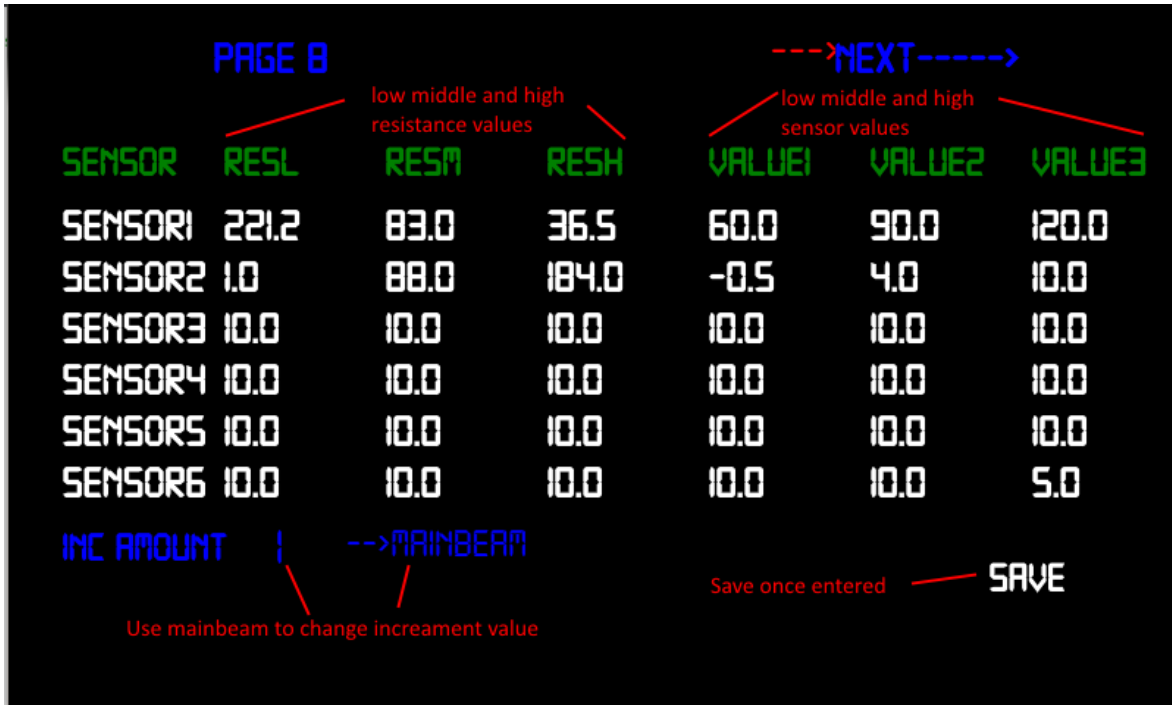 PAGE 8
--->NEXT----->
low middle and high
resistance values
low middle and high
sensor values
SENSOR RESL RESM RESH VALUE1 VALUE2 VALUE3
SENSOR1 221.2 83.0 36.5 60.0 90.0 120.0
SENSOR2 1.0 88.0 184.0 -0.5 4.0 10.0
SENSOR3 10.0 10.0 10.0 10.0 10.0 10.0
SENSOR4 10.0 10.0 10.0 10.0 10.0 10.0
SENSOR5 10.0 10.0 10.0 10.0 10.0 10.0
SENSOR6 10.0 10.0 10.0 10.0 10.0 5.0
INC AMOUNT 1 -->MAINBEAM
Save once entered SAVE
Use mainbeam to change increament value